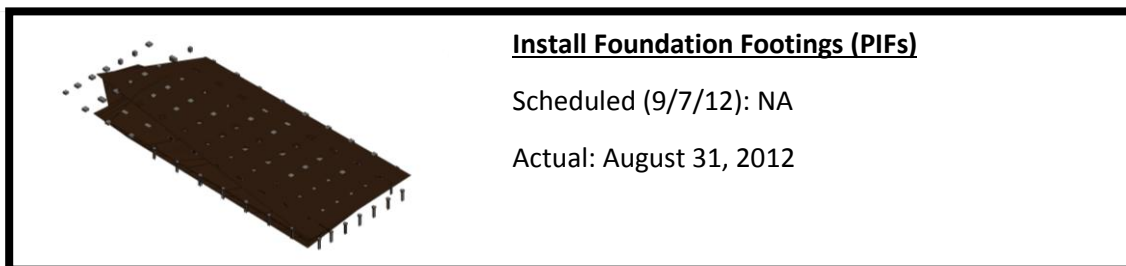 Install Foundation Footings (PIFs)
Scheduled (9/7/12): NA
Actual: August 31, 2012